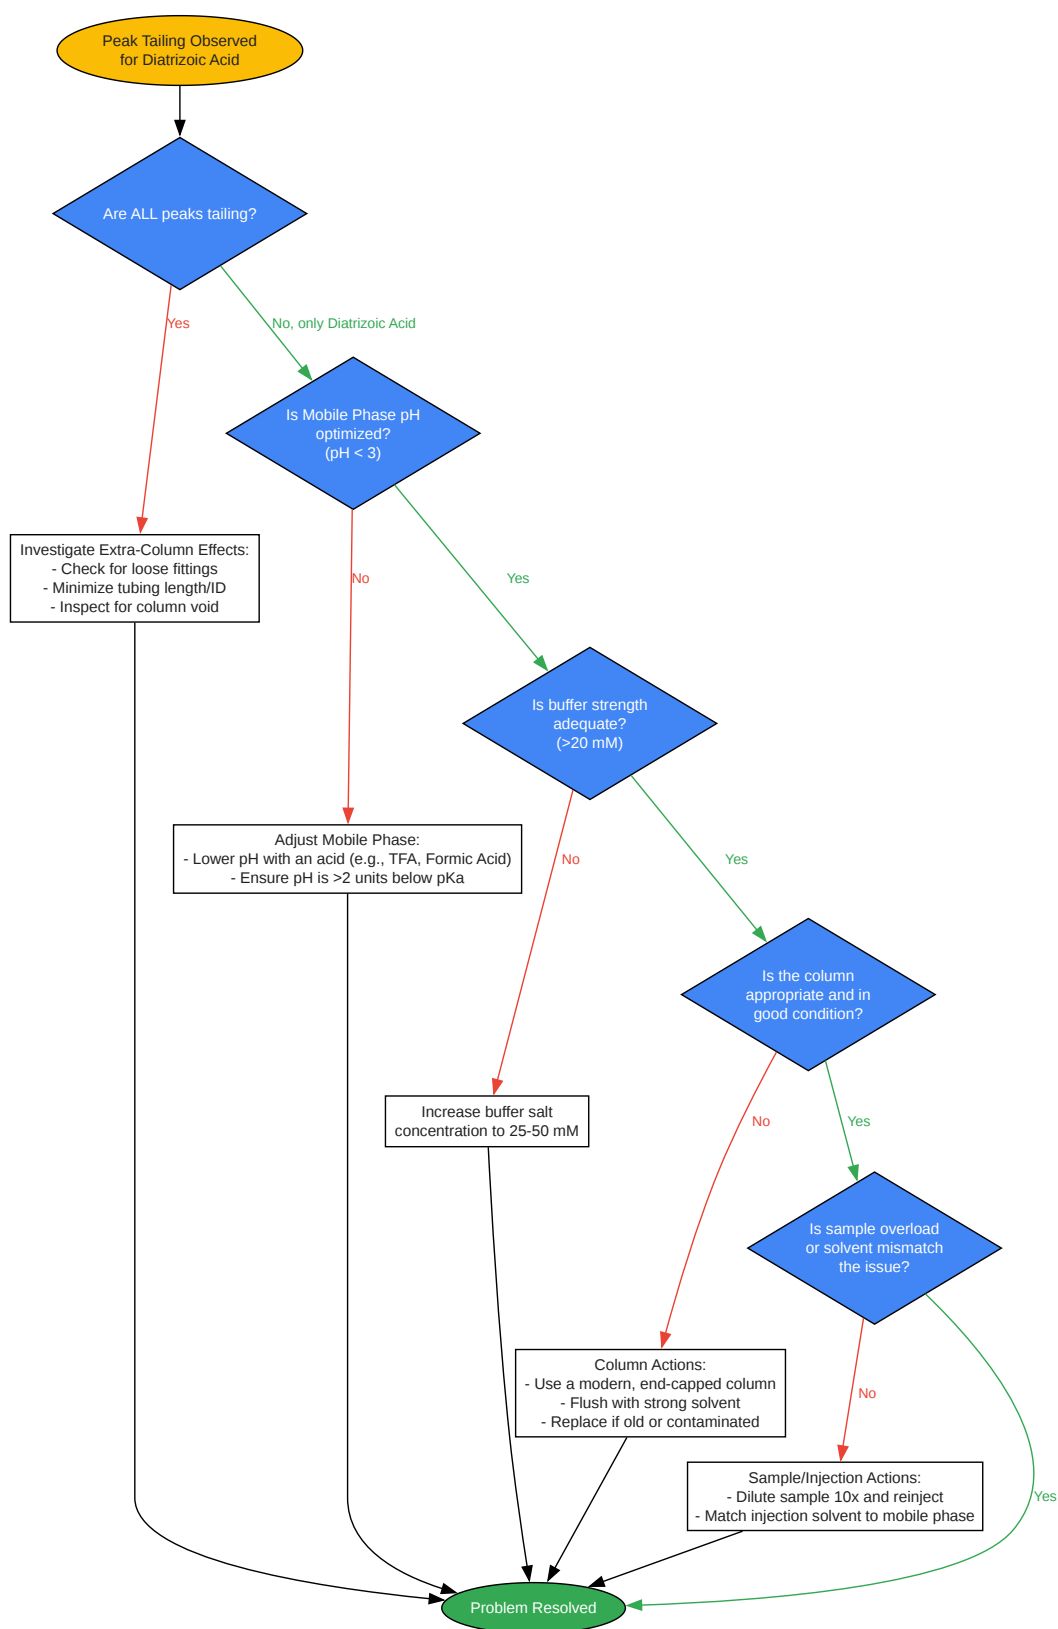 Peak Tailing Observed
for Diatrizoic Acid
Are ALL peaks tailing?
Yes
No, only Diatrizoic Acid
Is Mobile Phase pH
optimized?
(pH < 3)
Investigate Extra-Column Effects:
- Check for loose fittings
- Minimize tubing length/ID
- Inspect for column void
No
Yes
Is buffer strength
adequate?
(>20 mM)
Adjust Mobile Phase:
- Lower pH with an acid (e.g., TFA, Formic Acid)
- Ensure pH is >2 units below pKa
No
Yes
Is the column
appropriate and in
good condition?
Increase buffer salt
concentration to 25-50 mM
No
Yes
Is sample overload
or solvent mismatch
the issue?
Column Actions:
- Use a modern, end-capped column
- Flush with strong solvent
- Replace if old or contaminated
No
Sample/Injection Actions:
- Dilute sample 10x and reinject
- Match injection solvent to mobile phase
Yes
Problem Resolved